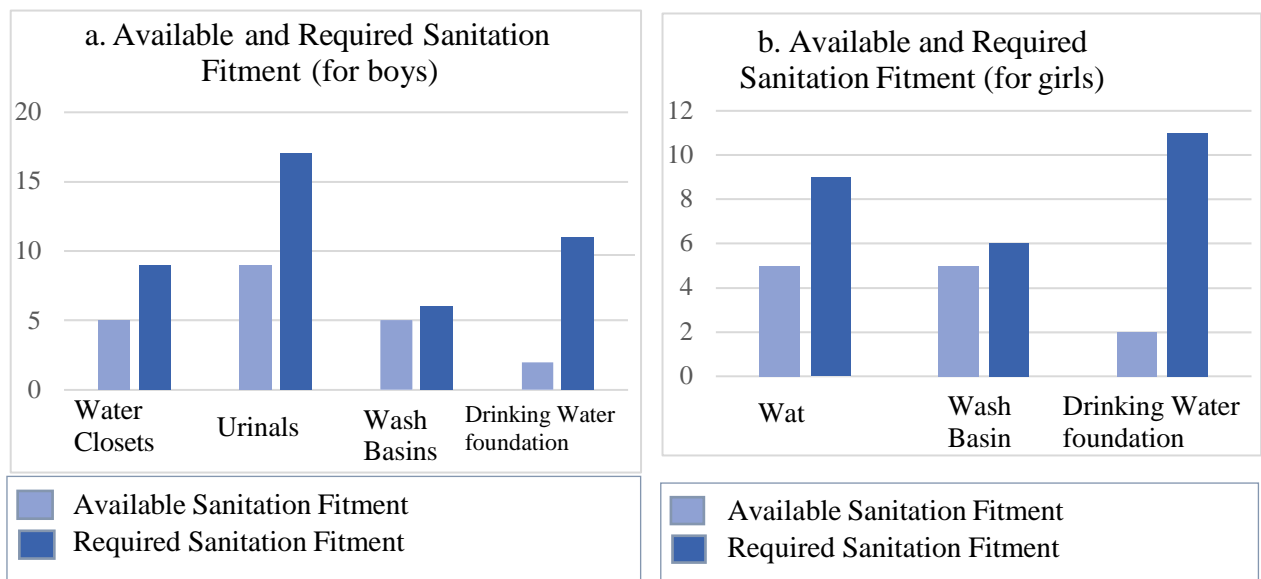 a. Available and Required Sanitation
Fitment (for boys)
20
15
10
5
0
Water
Closets
Urinals
Wash
Basins
Drinking Water
foundation
Available Sanitation Fitment
Required Sanitation Fitment
b. Available and Required
Sanitation Fitment (for girls)
12
10
8
6
4
2
0
Wat
Wash
Basin
Drinking Water
foundation
Available Sanitation Fitment
Required Sanitation Fitment